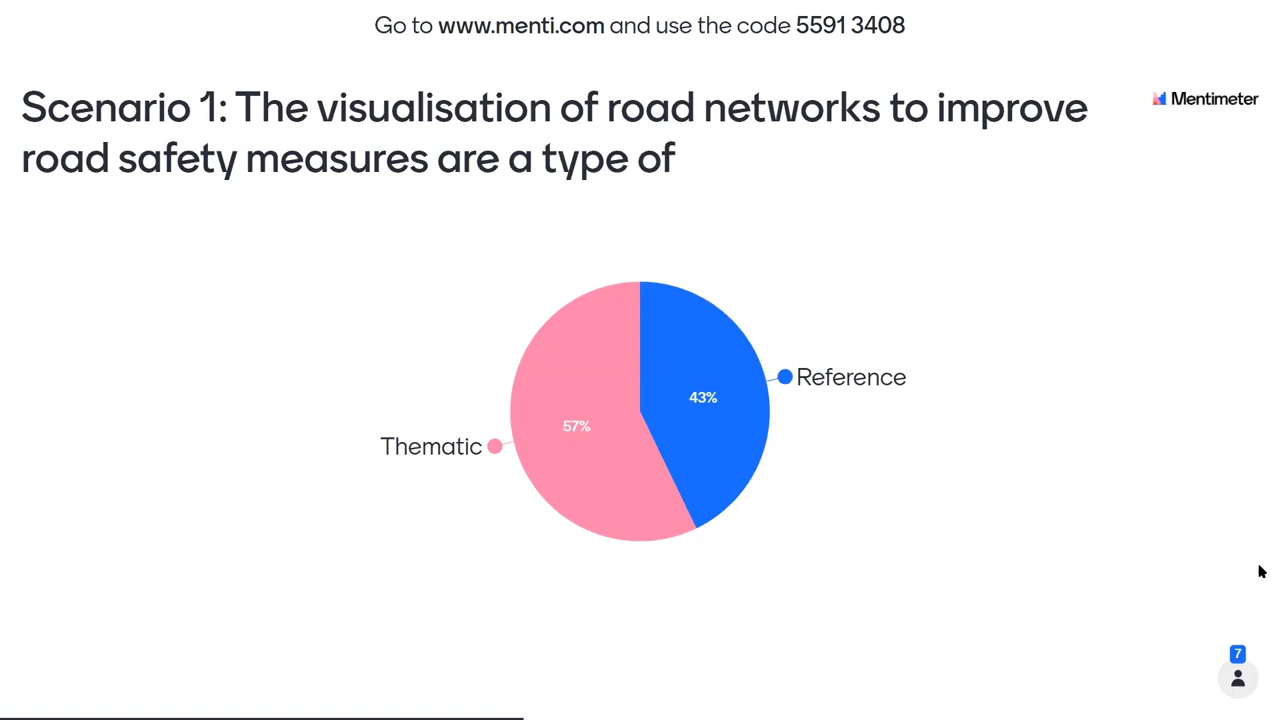 Go to www.menti.com and use the code 5591 3408
Scenario 1: The visualisation of road networks to improve
road safety measures are a type of
Mentimeter
Reference
43%
57%
Thematic
7